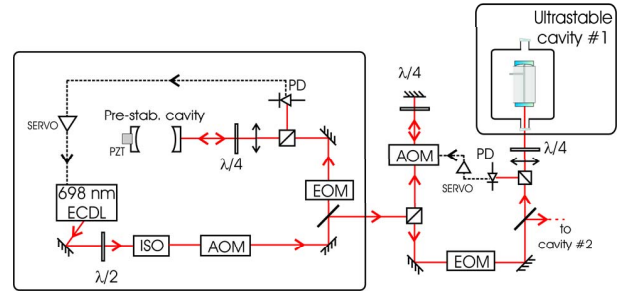 Ultrastable
cavity #1
λ/4
PD
Pre-stab. cavity
SERVO
PZT
λ/4
AOM
PD
λ/4
SERVO
698 nm
ECDL
EOM
ISO
AOM
λ/2
EOM
to
cavity #2